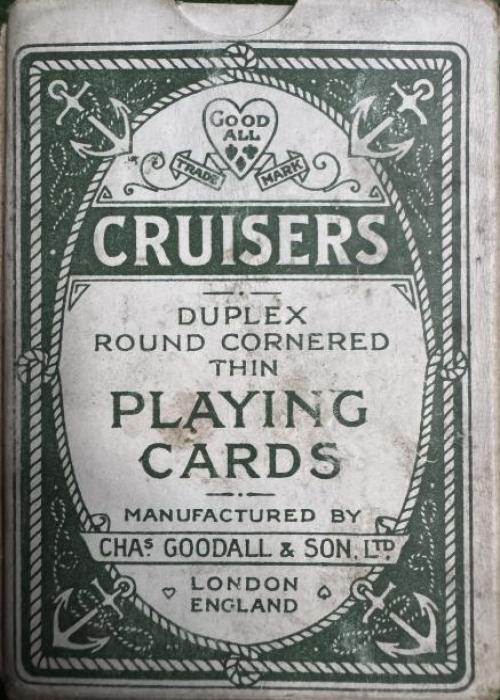 GOOD
ALL
TRADE MARK
CRUISERS
DUPLEX
ROUND CORNERED
THIN
PLAYING
CARDS
MANUFACTURED BY
CHAS GOODALL & SON, LTD
LONDON
ENGLAND